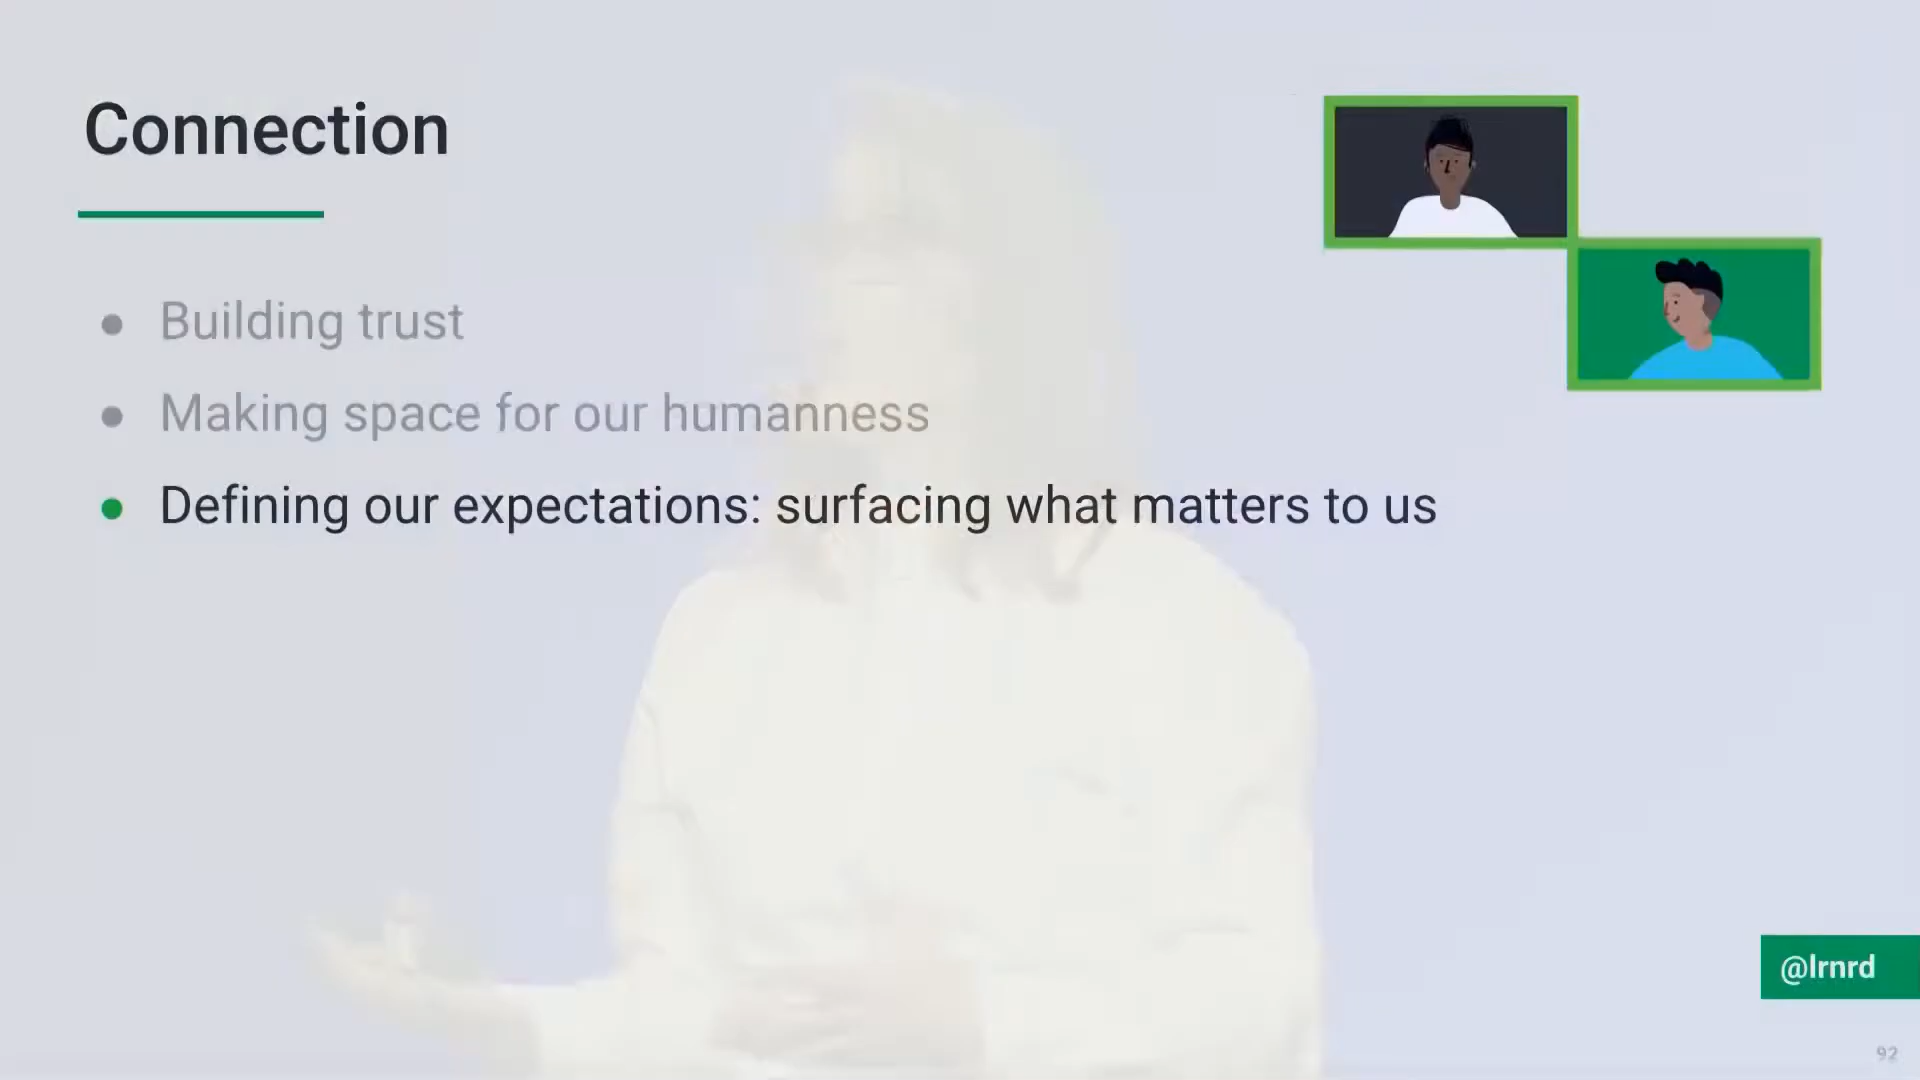 Connection
Building trust
Making space for our humanness
Defining our expectations: surfacing what matters to us
@lrnrd
92